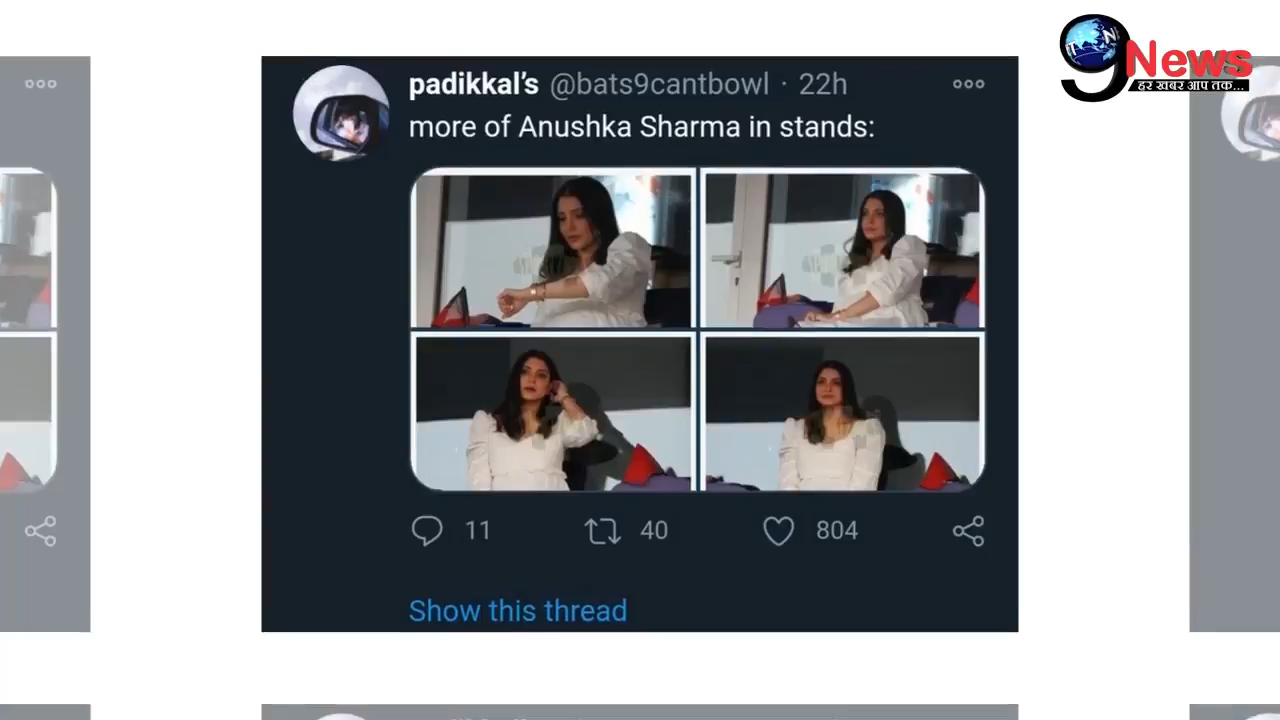 padikkal's @bats9cantbowl · 22h
more of Anushka Sharma in stands:
11 40 804
Show this thread
9 News
हर खबर आप तक...